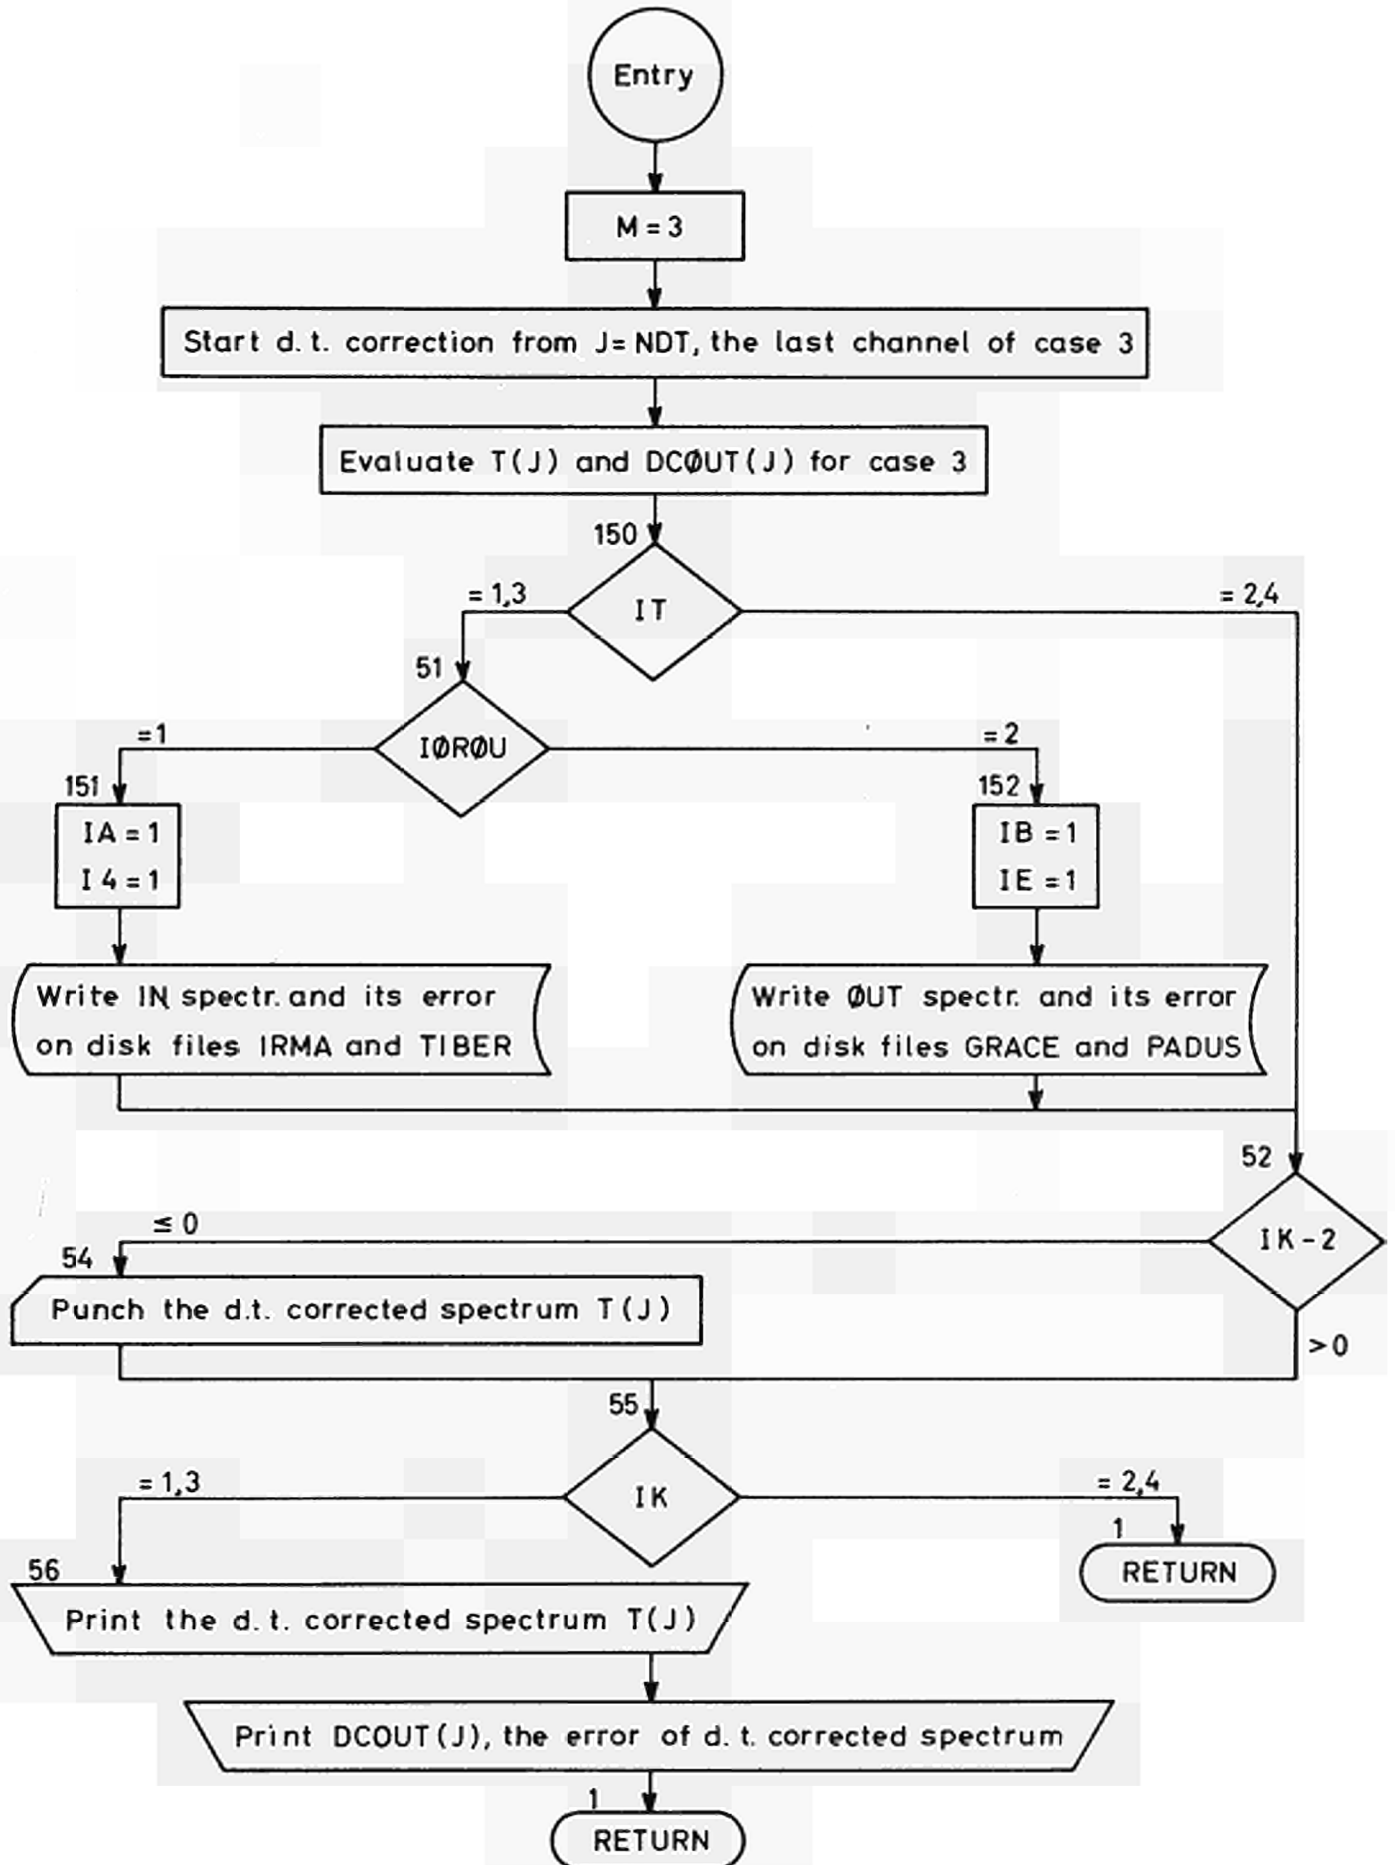 Entry
M = 3
Start d.t. correction from J= NDT, the last channel of case 3
Evaluate T(J) and DCØUT(J) for case 3
150
= 1,3
IT
= 2,4
51
=1
IØRØU
= 2
151
152
IA = 1
I4 = 1
IB = 1
IE = 1
Write IN spectr. and its error
on disk files IRMA and TIBER
Write ØUT spectr. and its error
on disk files GRACE and PADUS
52
≤ 0
IK-2
54
Punch the d.t. corrected spectrum T(J)
>0
55
= 1,3
IK
= 2,4
1
RETURN
56
Print the d.t. corrected spectrum T(J)
Print DCOUT(J), the error of d.t. corrected spectrum
1
RETURN